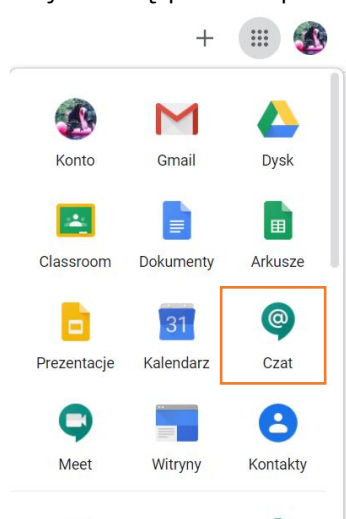 Konto Gmail Dysk
Classroom Dokumenty Arkusze
31
@
Prezentacje Kalendarz Czat
Meet Witryny Kontakty